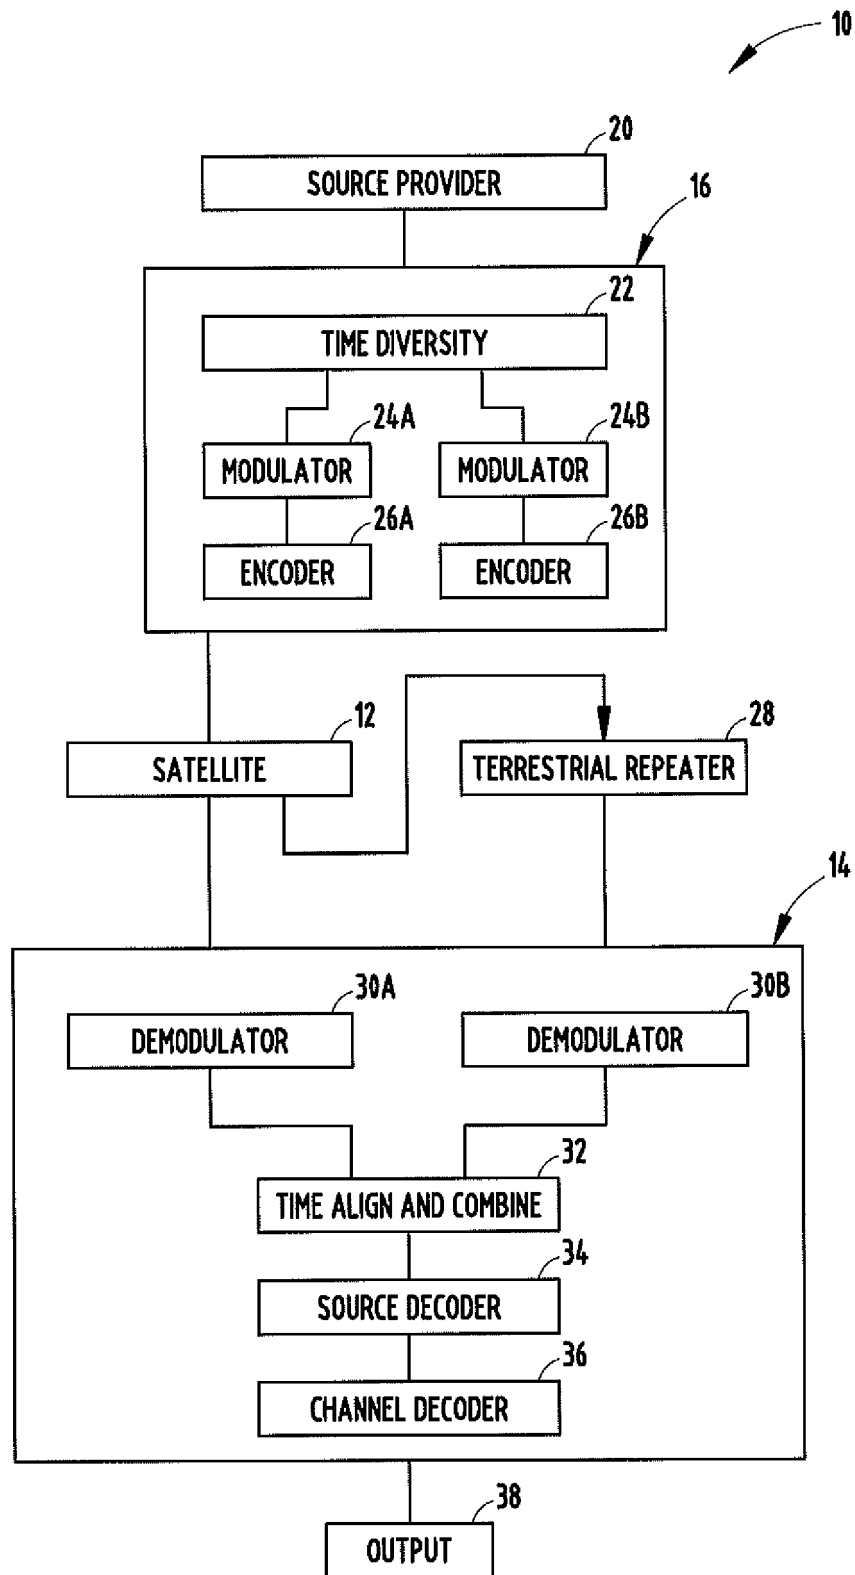 10
20
SOURCE PROVIDER
16
22
TIME DIVERSITY
24A
24B
MODULATOR
MODULATOR
26A
26B
ENCODER
ENCODER
12
28
SATELLITE
TERRESTRIAL REPEATER
14
30A
30B
DEMODULATOR
DEMODULATOR
32
TIME ALIGN AND COMBINE
34
SOURCE DECODER
36
CHANNEL DECODER
38
OUTPUT